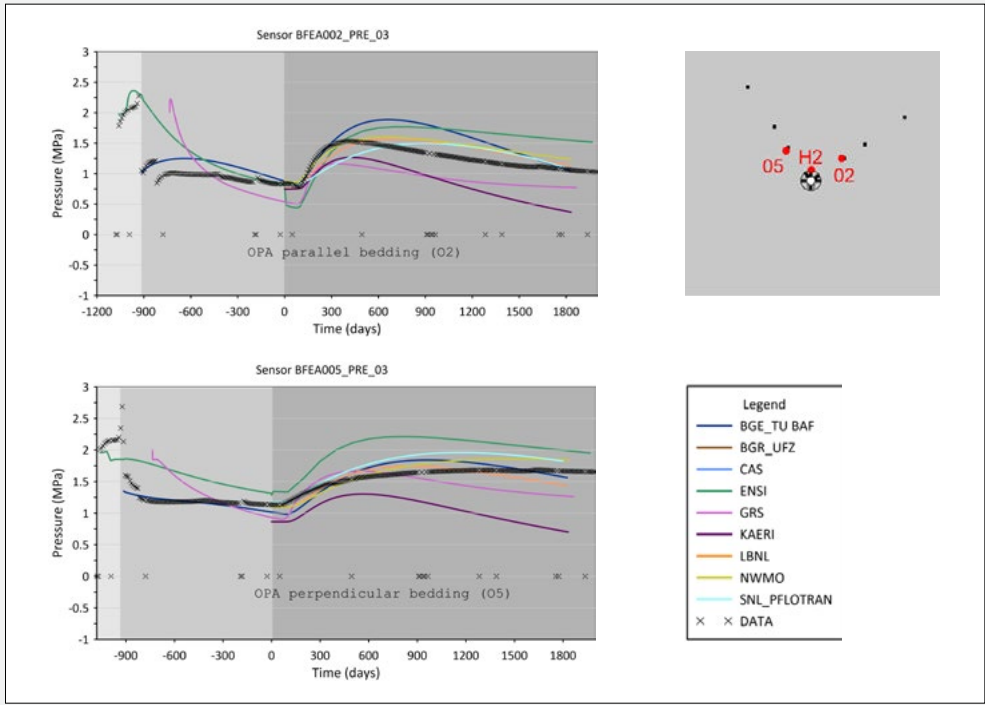 Sensor BFEA002_PRE_03
3
2.5
2
1.5
1
0.5
0
-0.5
-1
Pressure (MPa)
OPA parallel bedding (O2)
-1200 -900 -600 -300 0 300 600 900 1200 1500 1800
Time (days)
05 H2 02
Sensor BFEA005_PRE_03
3
2.5
2
1.5
1
0.5
0
-0.5
-1
Pressure (MPa)
OPA perpendicular bedding (O5)
-900 -600 -300 0 300 600 900 1200 1500 1800
Time (days)
Legend
BGE_TU BAF
BGR_UFZ
CAS
ENSI
GRS
KAERI
LBNL
NWMO
SNL_PFLOTRAN
DATA